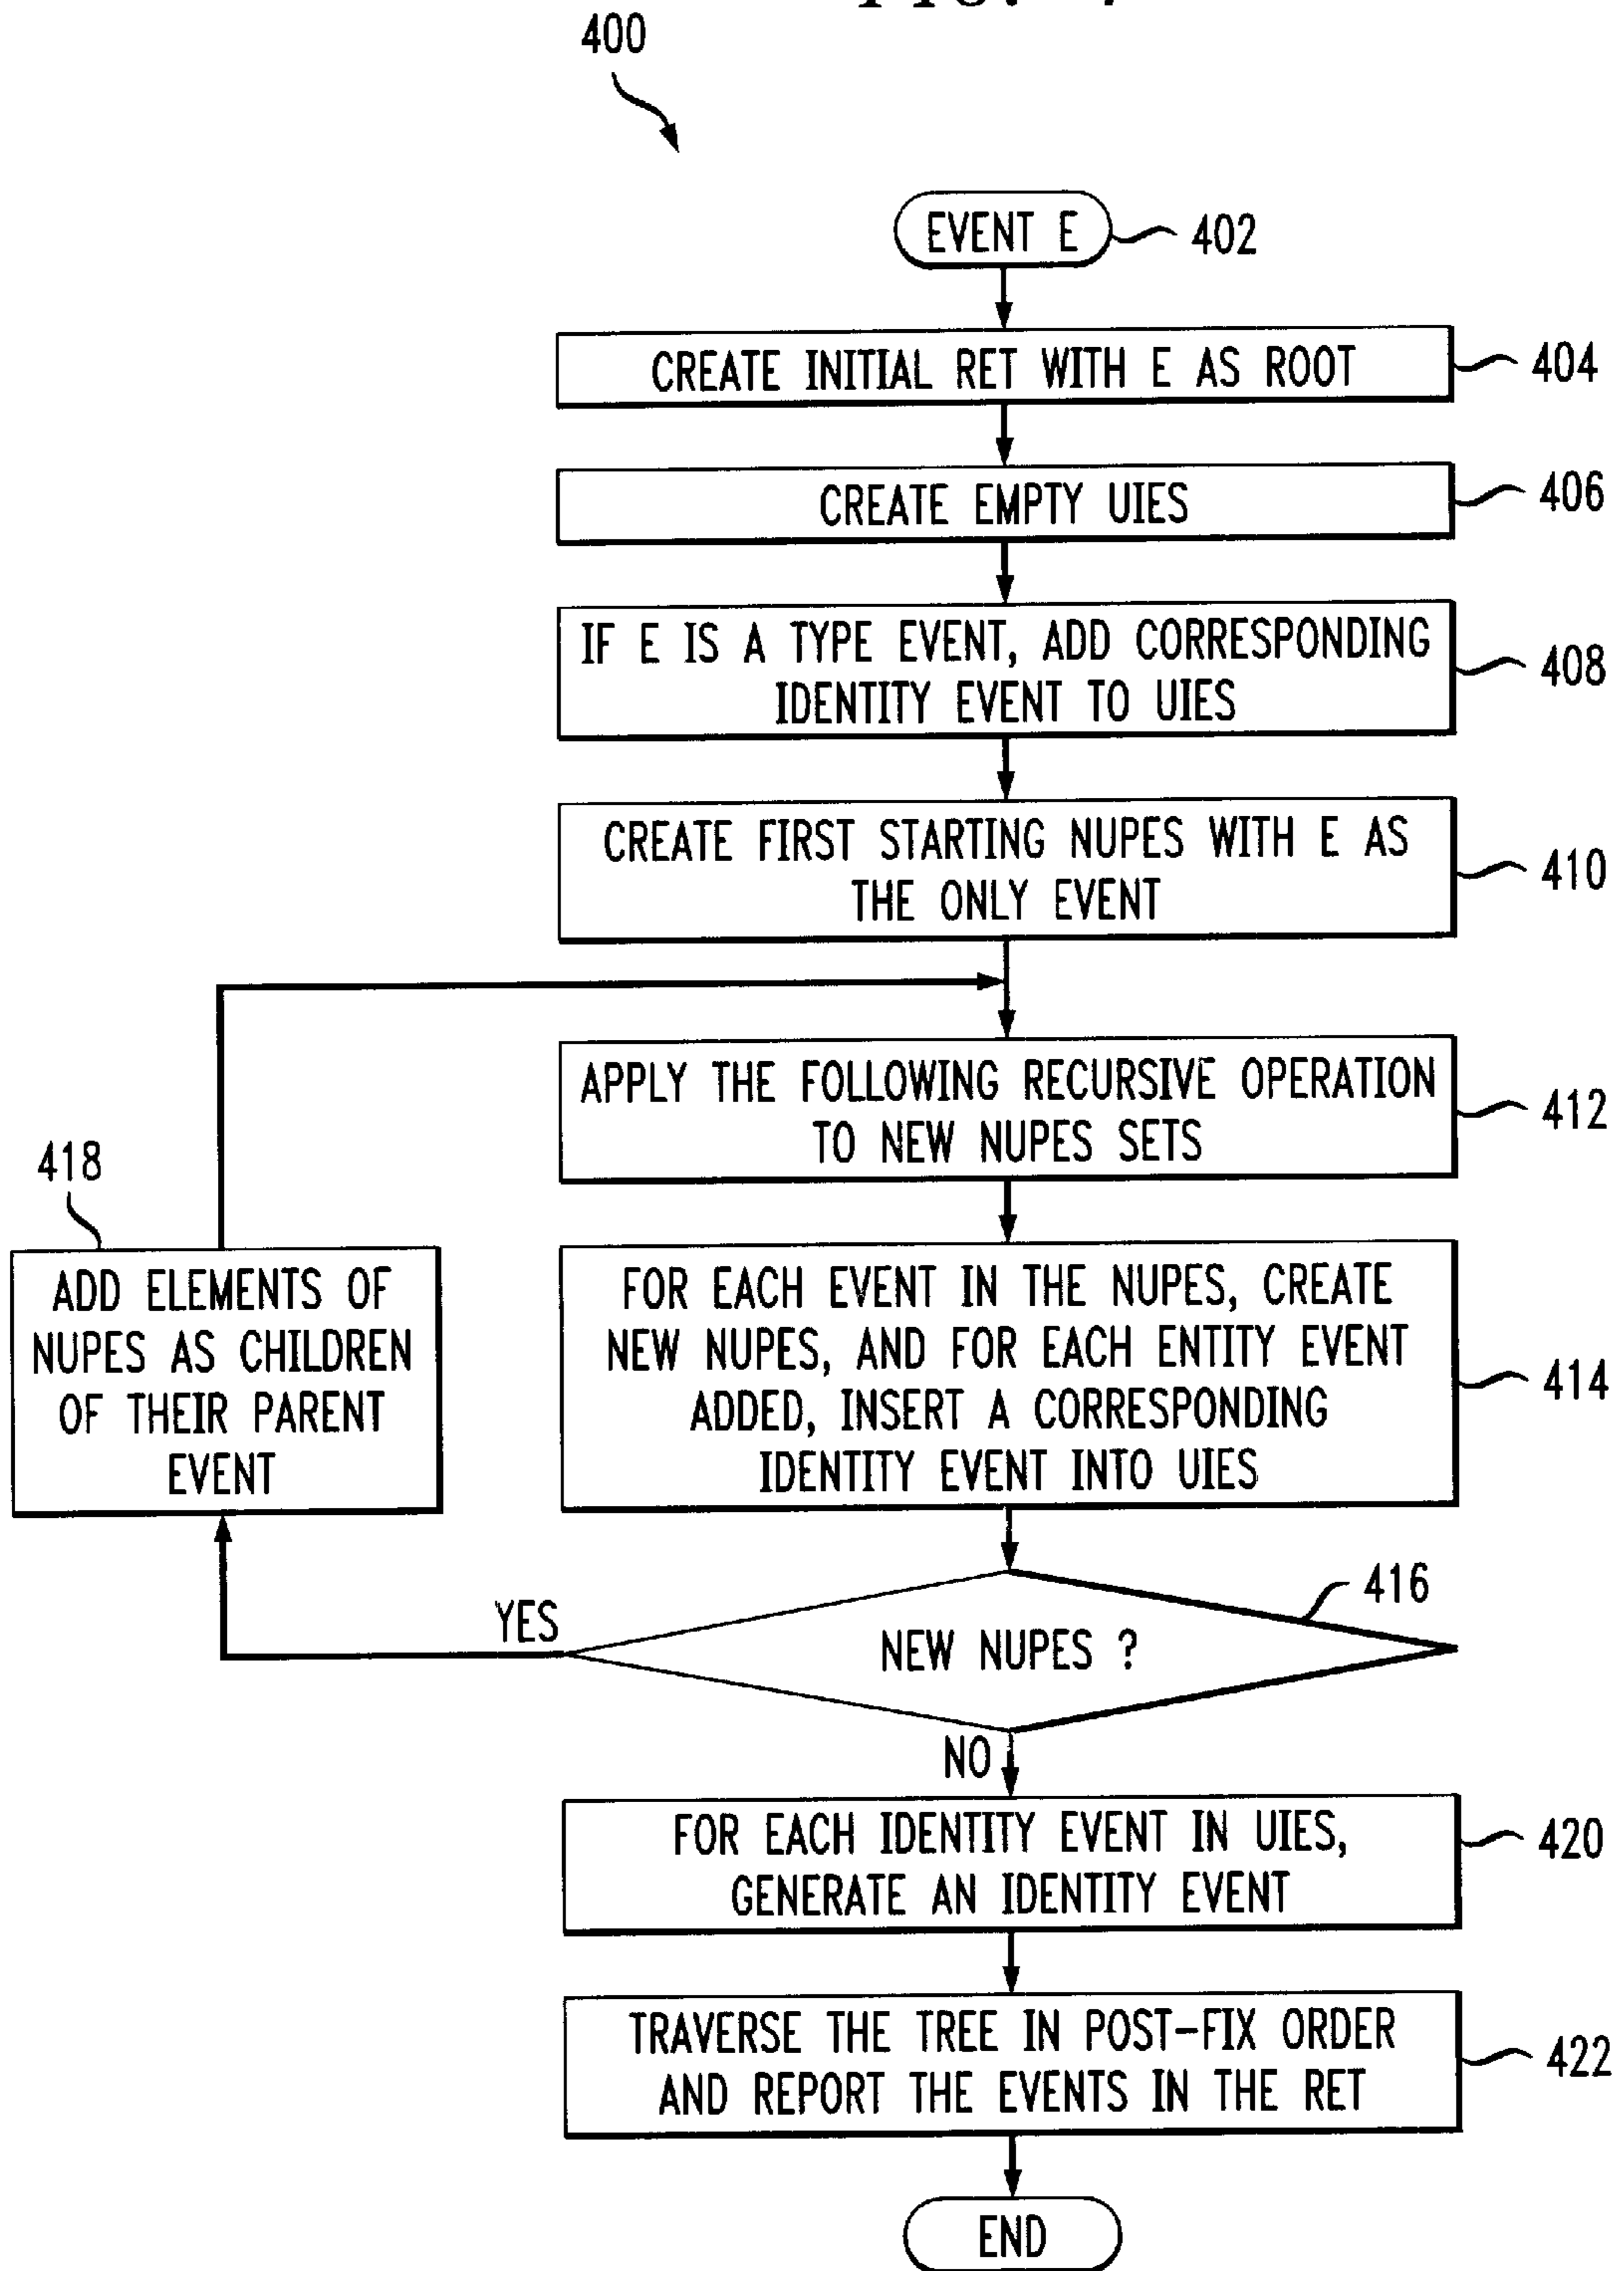 400
EVENT E
402
CREATE INITIAL RET WITH E AS ROOT
404
CREATE EMPTY UIES
406
IF E IS A TYPE EVENT, ADD CORRESPONDING
IDENTITY EVENT TO UIES
408
CREATE FIRST STARTING NUPES WITH E AS
THE ONLY EVENT
410
APPLY THE FOLLOWING RECURSIVE OPERATION
TO NEW NUPES SETS
412
418
ADD ELEMENTS OF
NUPES AS CHILDREN
OF THEIR PARENT
EVENT
FOR EACH EVENT IN THE NUPES, CREATE
NEW NUPES, AND FOR EACH ENTITY EVENT
ADDED, INSERT A CORRESPONDING
IDENTITY EVENT INTO UIES
414
416
YES
NEW NUPES ?
NO
FOR EACH IDENTITY EVENT IN UIES,
GENERATE AN IDENTITY EVENT
420
TRAVERSE THE TREE IN POST-FIX ORDER
AND REPORT THE EVENTS IN THE RET
422
END